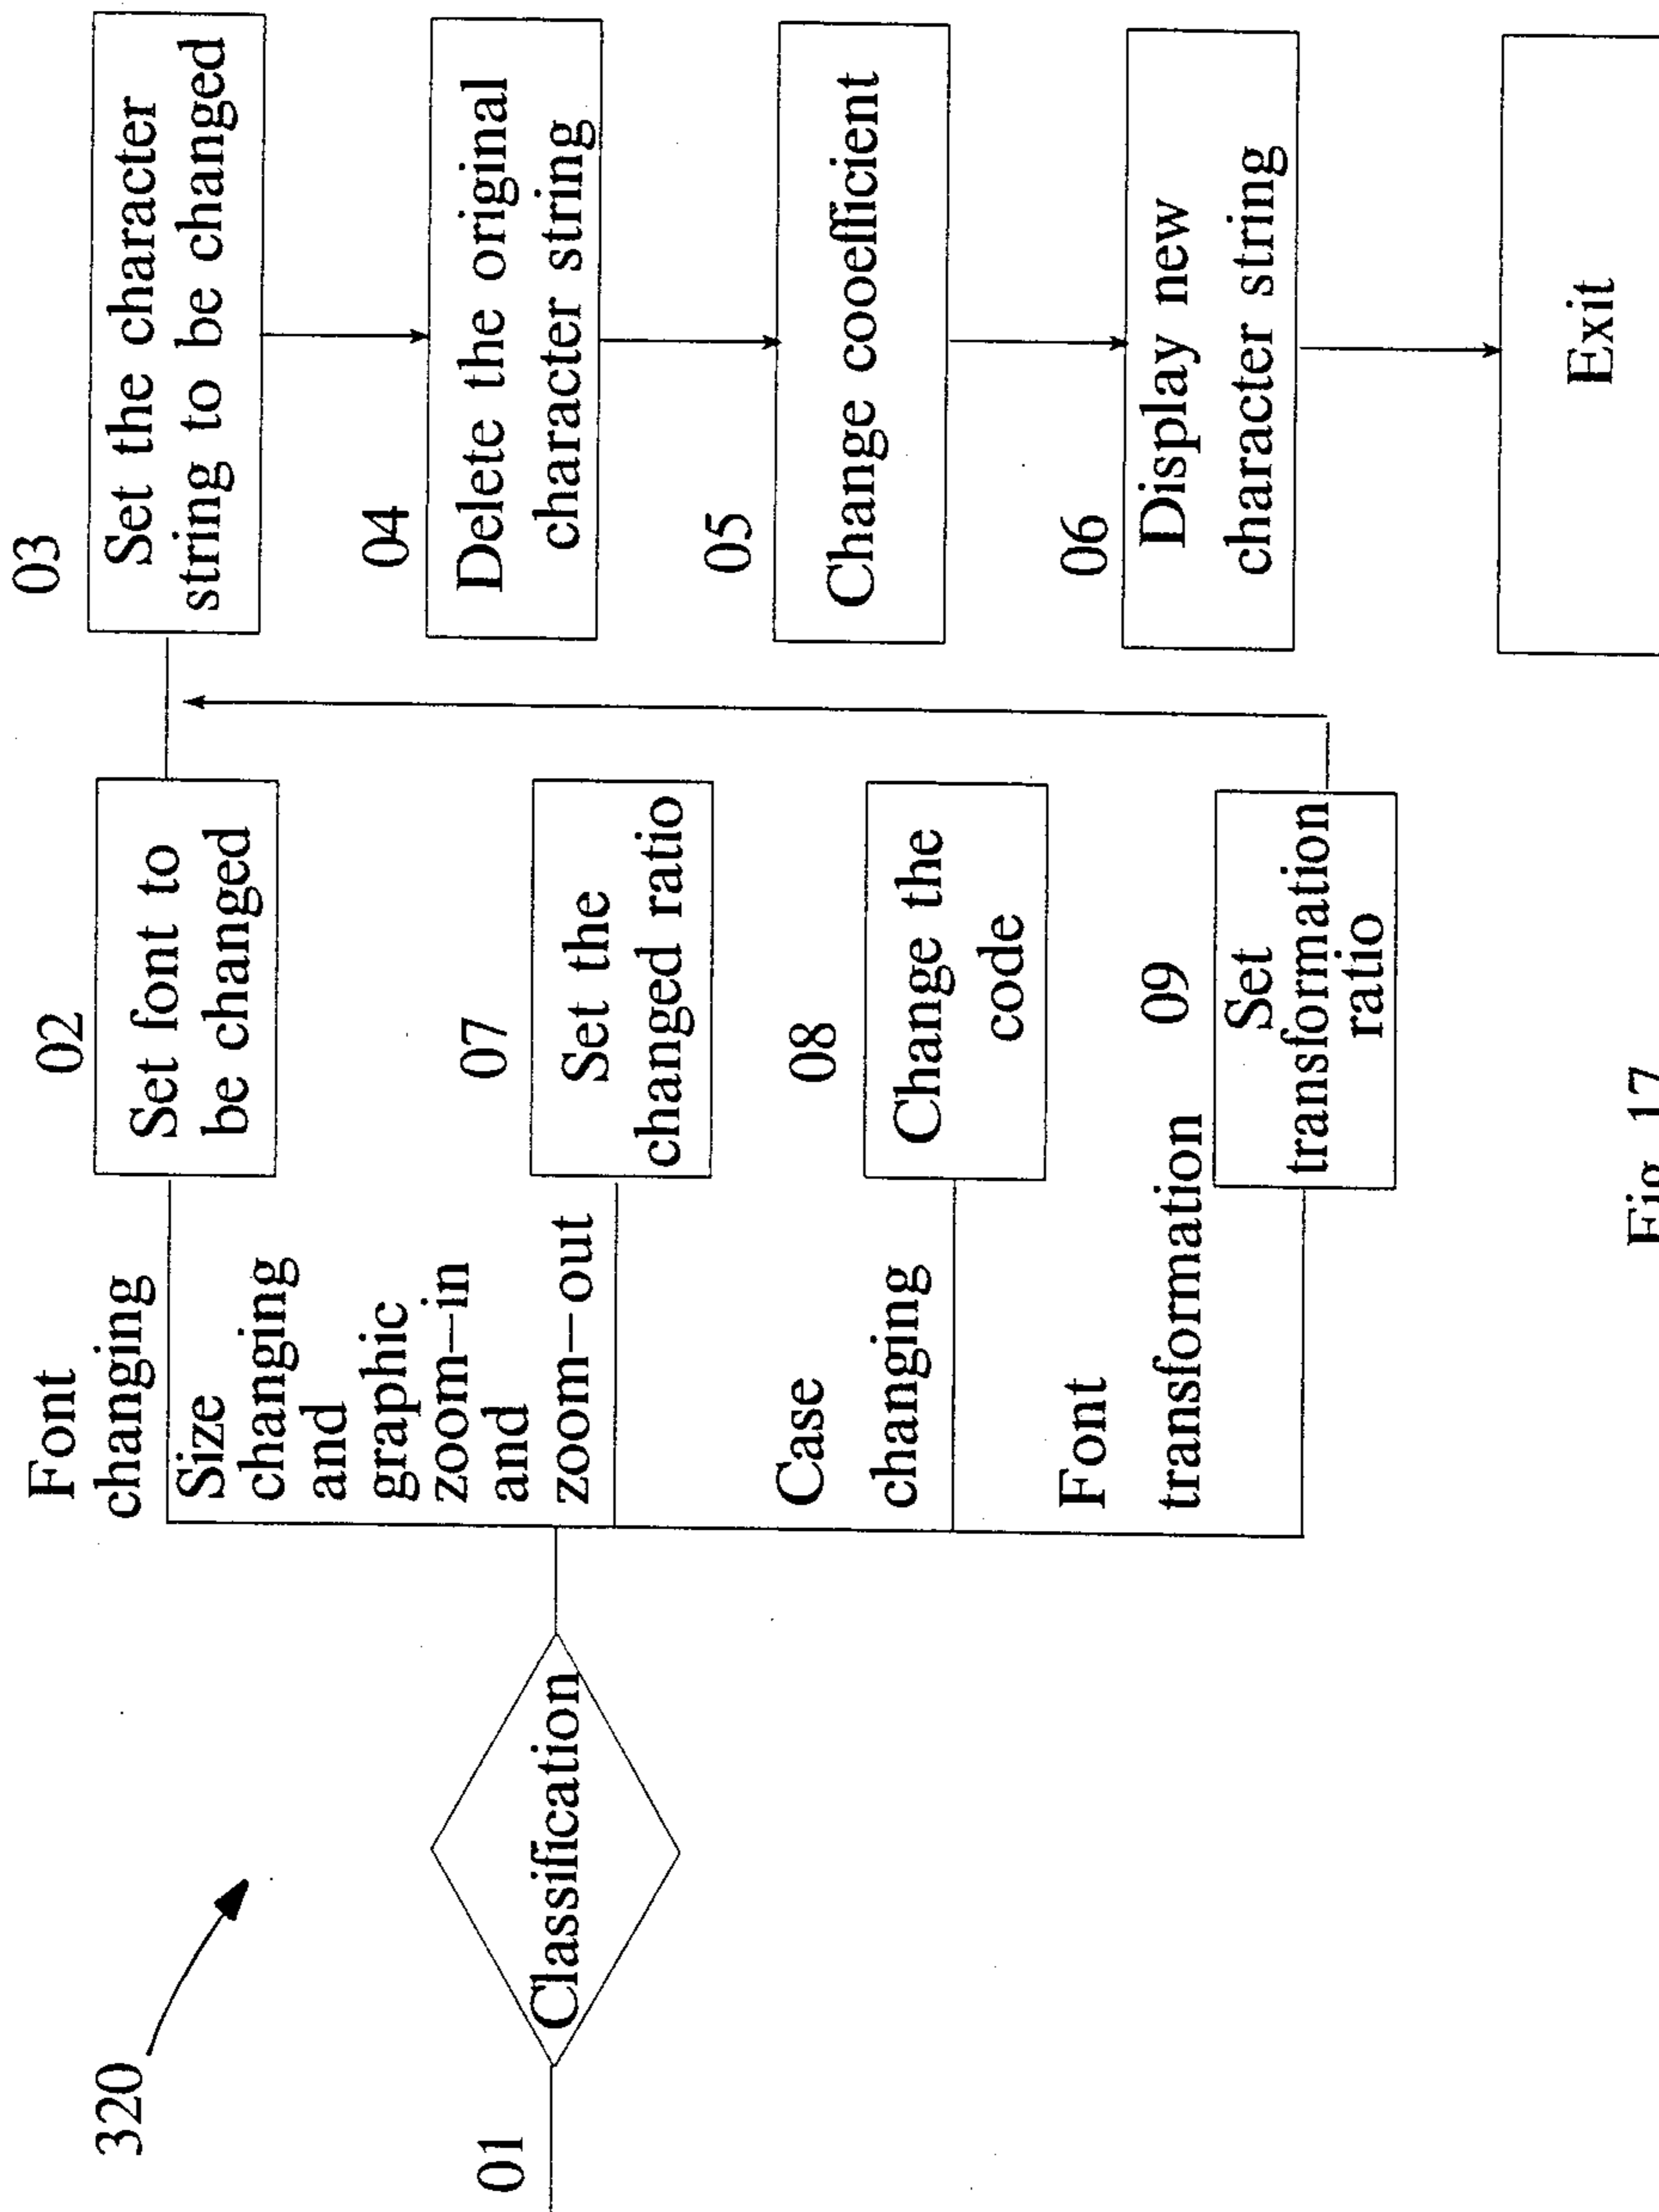 320
01
Classification
Font
changing
Size
changing
and
graphic
zoom-in
and
zoom-out
Case
changing
Font
transformation
02
Set font to
be changed
07
Set the
changed ratio
08
Change the
code
09
Set
transformation
ratio
03
Set the character
string to be changed
04
Delete the original
character string
05
Change cooefficient
06
Display new
character string
Exit
Fig. 17